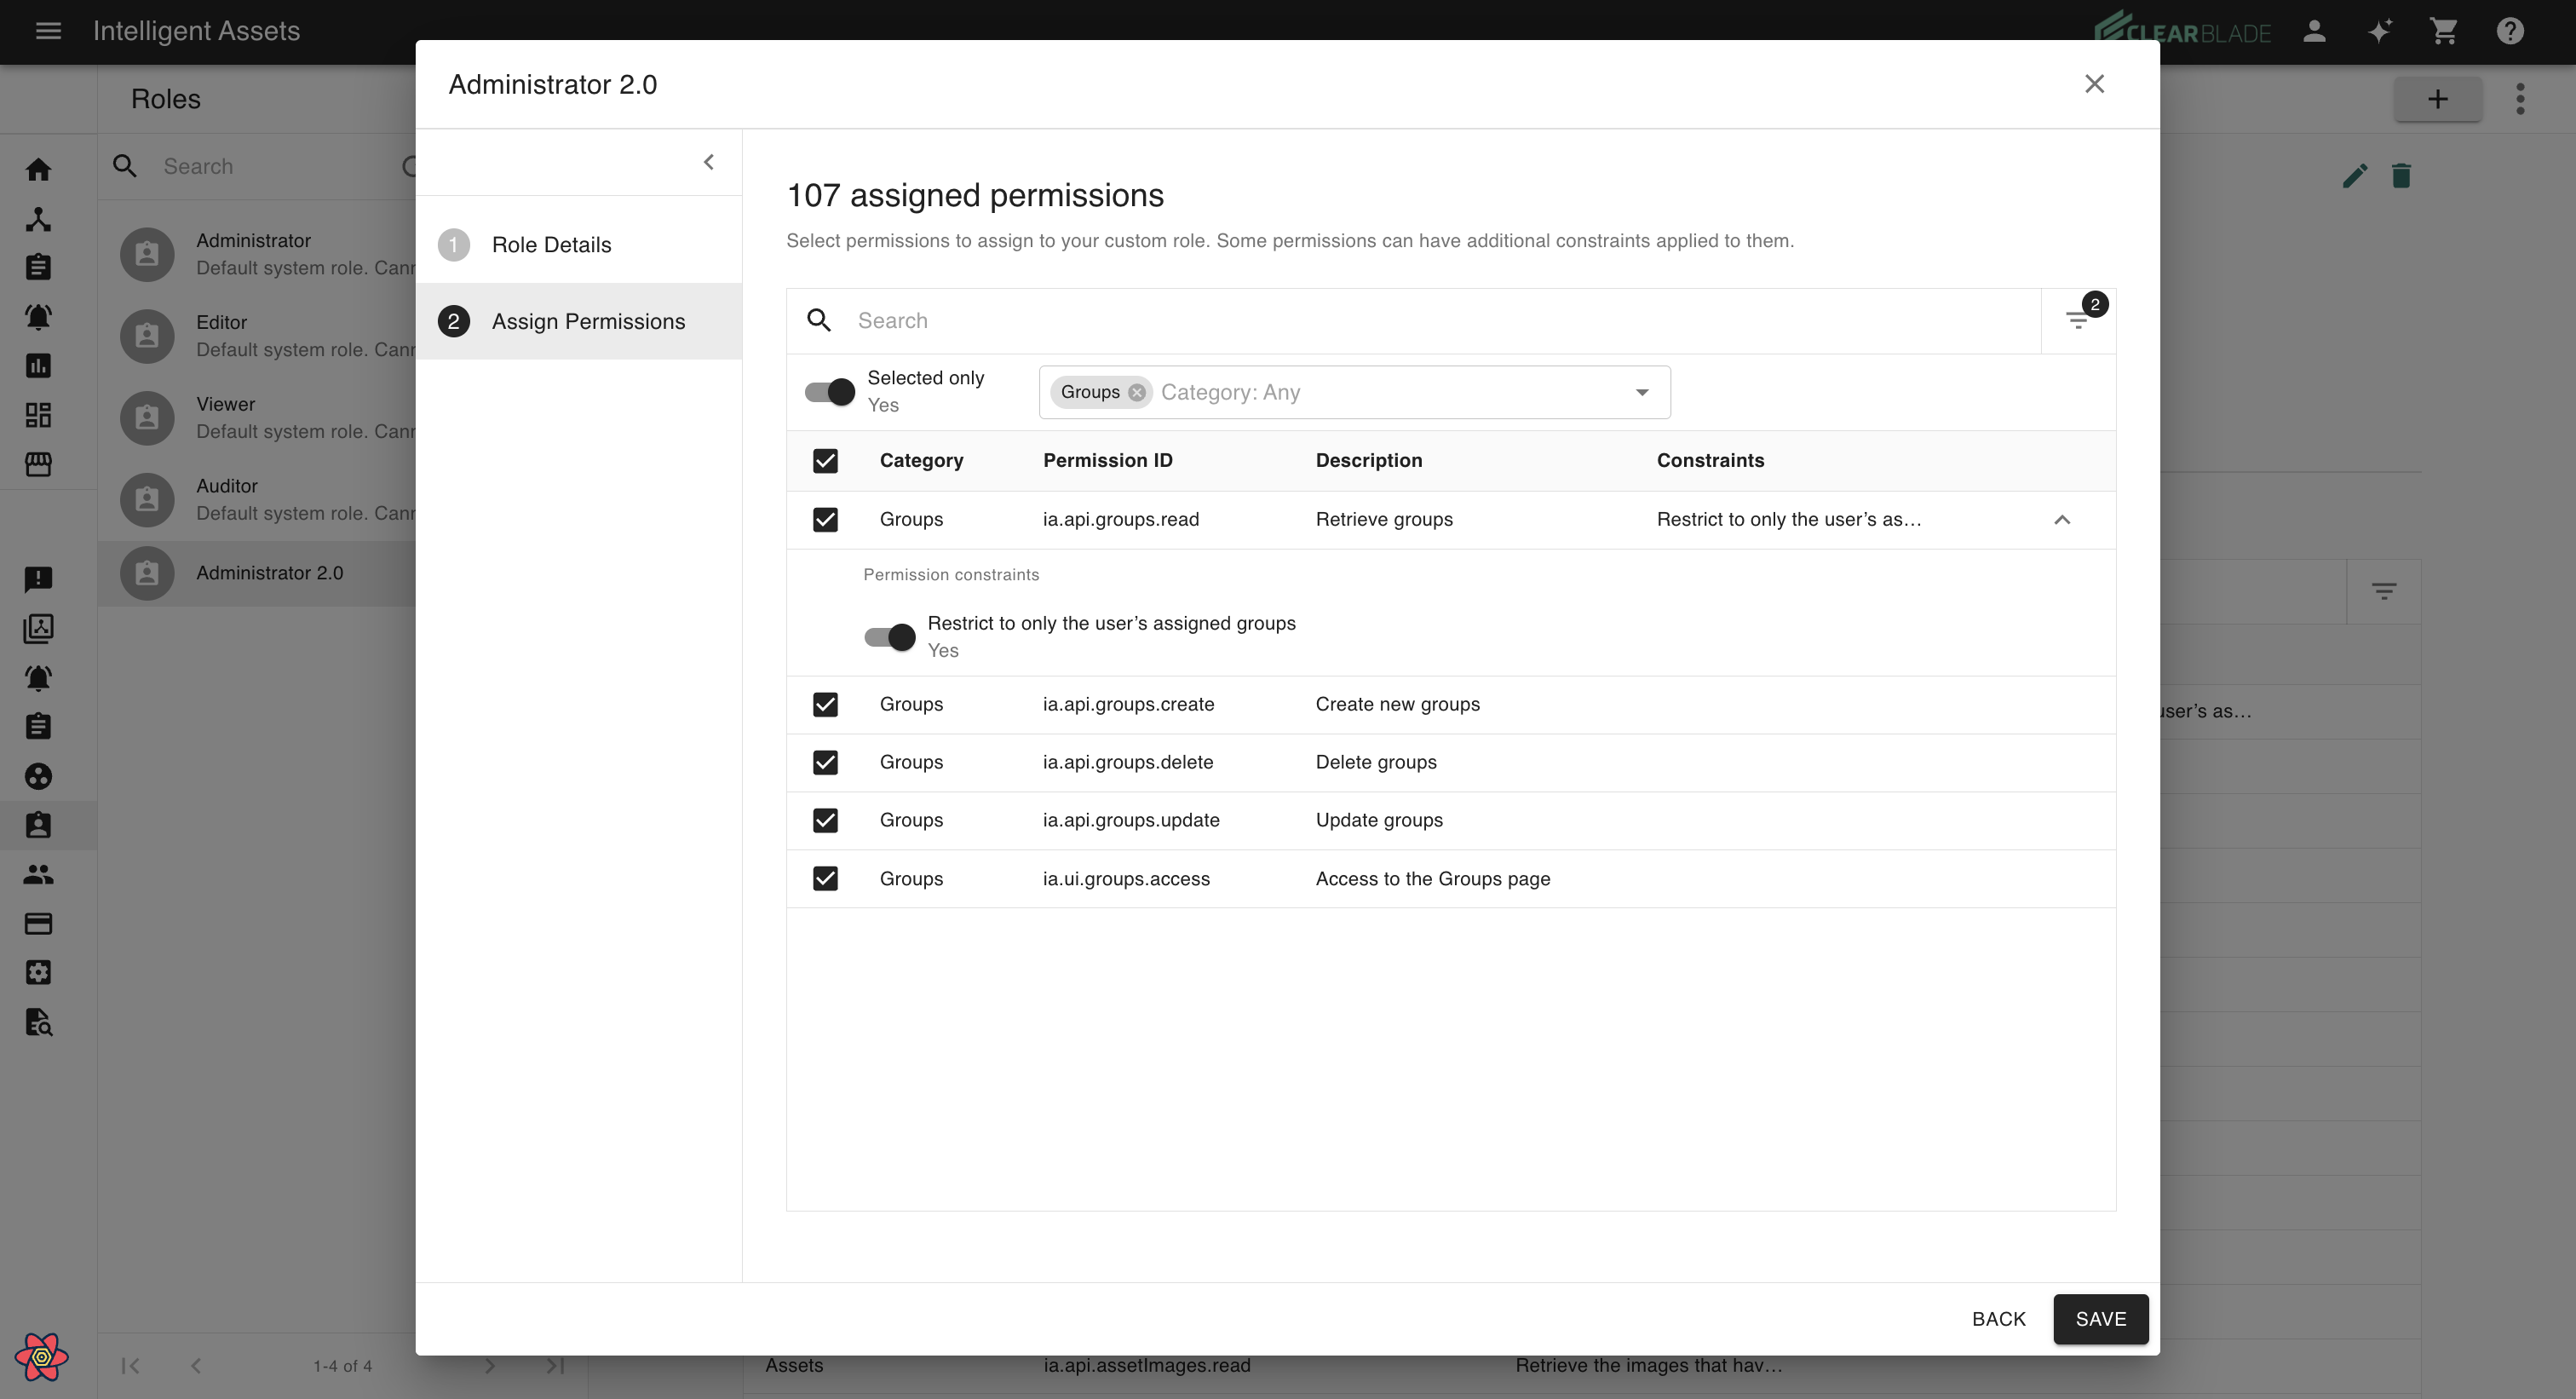 Intelligent Assets
CLEARBLADE
Administrator 2.0
Roles
Search
Administrator
Default system role. Cann
Editor
Default system role. Cann
Viewer
Default system role. Cann
Auditor
Default system role. Cann
Administrator 2.0
1-4 of 4
1 Role Details
2 Assign Permissions
107 assigned permissions
Select permissions to assign to your custom role. Some permissions can have additional constraints applied to them.
Search
2
Selected only
Yes
Groups Category: Any
Category Permission ID Description Constraints
Groups ia.api.groups.read Retrieve groups Restrict to only the user’s as…
Permission constraints
Restrict to only the user’s assigned groups
Yes
Groups ia.api.groups.create Create new groups
Groups ia.api.groups.delete Delete groups
Groups ia.api.groups.update Update groups
Groups ia.ui.groups.access Access to the Groups page
BACK SAVE
user’s as…
Assets ia.api.assetImages.read Retrieve the images that hav…